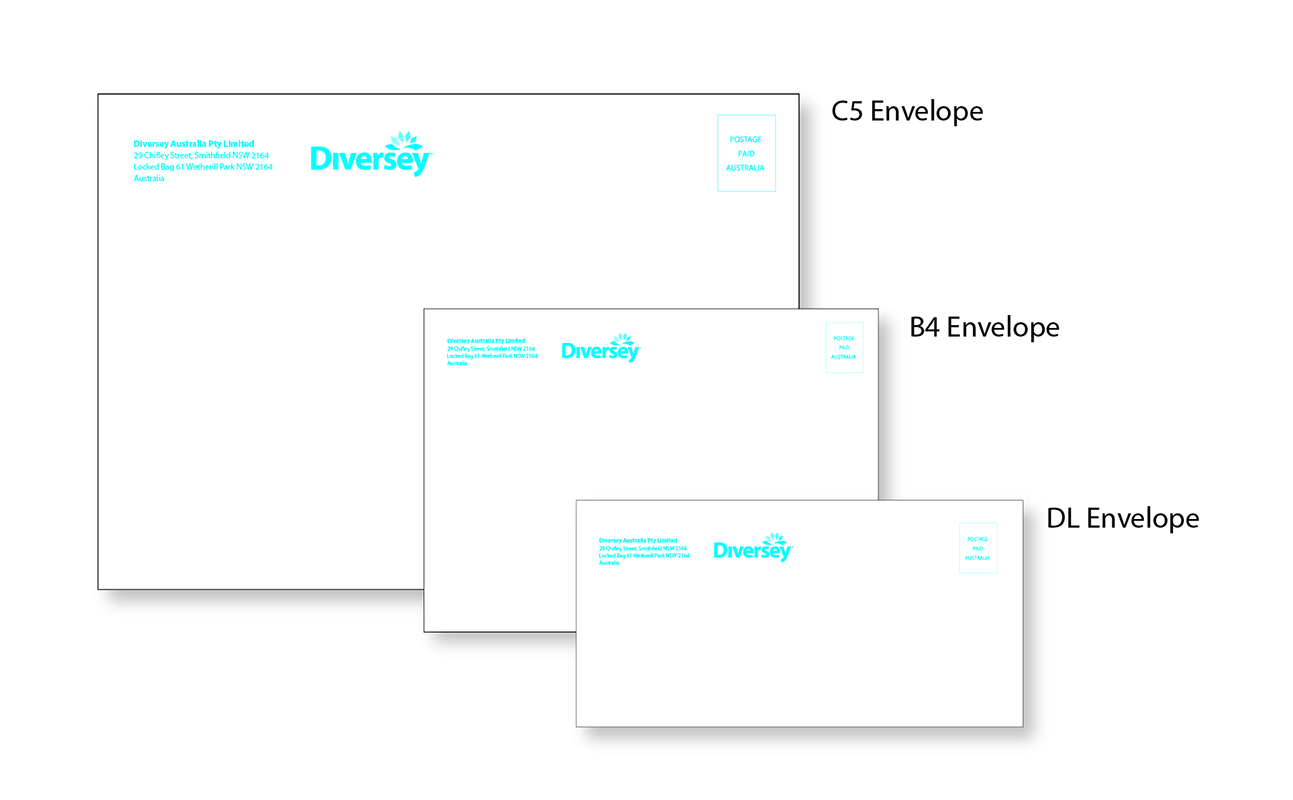 C5 Envelope
Diversey Australia Pty Limited
29 Chifley Street, Smithfield NSW 2164
Locked Bag 61 Wetherill Park NSW 2164
Australia
Diversey
POSTAGE
PAID
AUSTRALIA
B4 Envelope
Diversey Australia Pty Limited
29 Chifley Street, Smithfield NSW 2164
Locked Bag 61 Wetherill Park NSW 2164
Australia
Diversey
POSTAGE
PAID
AUSTRALIA
DL Envelope
Diversey Australia Pty Limited
29 Chifley Street, Smithfield NSW 2164
Locked Bag 61 Wetherill Park NSW 2164
Australia
Diversey
POSTAGE
PAID
AUSTRALIA